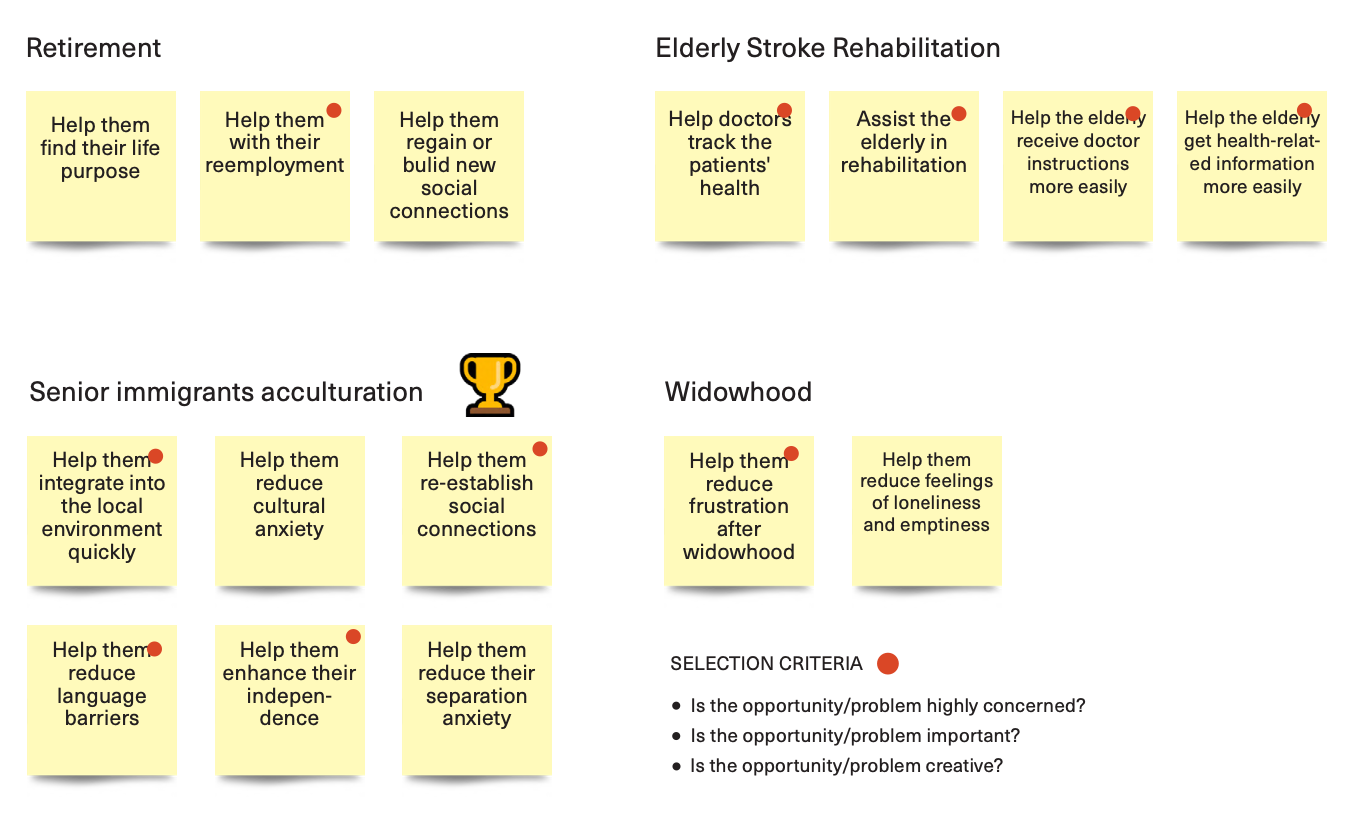 Retirement
Help them
find their life
purpose
Help them
with their
reemployment
Help them
regain or
bulid new
social
connections
Elderly Stroke Rehabilitation
Help doctors
track the
patients'
health
Assist the
elderly in
rehabilitation
Help the elderly
receive doctor
instructions
more easily
Help the elderly
get health-relat-
ed information
more easily
Senior immigrants acculturation
Help them
integrate into
the local
environment
quickly
Help them
reduce
cultural
anxiety
Help them
re-establish
social
connections
Help them
reduce
language
barriers
Help them
enhance their
indepen-
dence
Help them
reduce their
separation
anxiety
Widowhood
Help them
reduce
frustration
after
widowhood
Help them
reduce feelings
of loneliness
and emptiness
SELECTION CRITERIA
• Is the opportunity/problem highly concerned?
• Is the opportunity/problem important?
• Is the opportunity/problem creative?